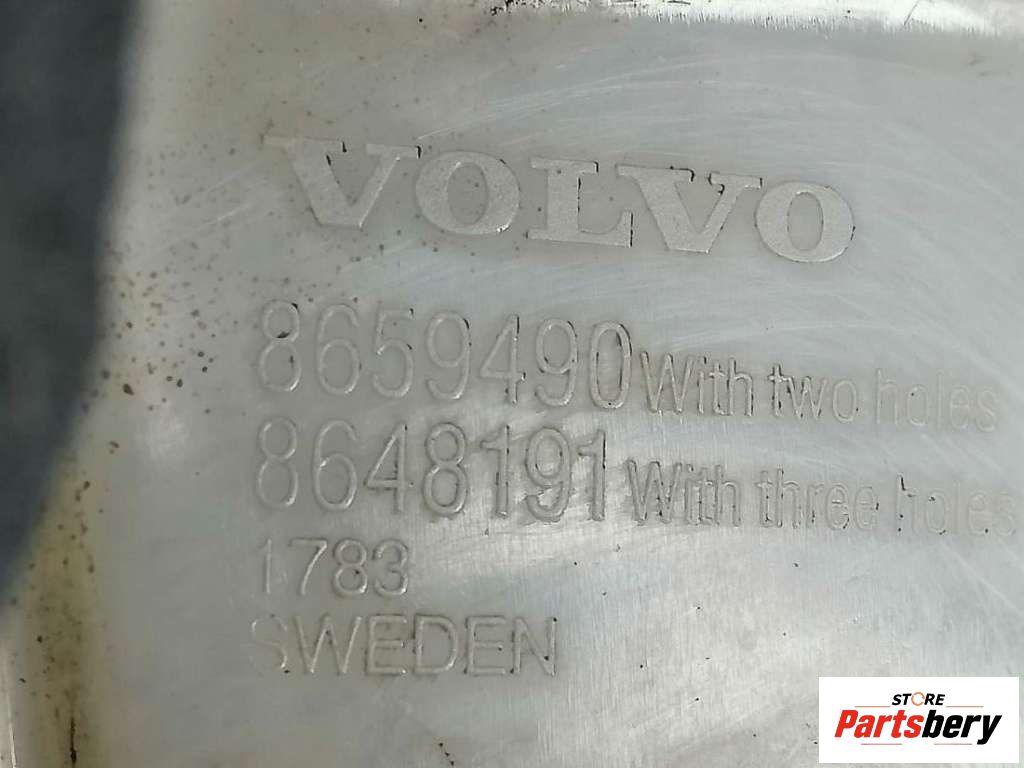 VOLVO
8659490 With two holes
8648191 With three holes
1783
SWEDEN
STORE
Partsbery